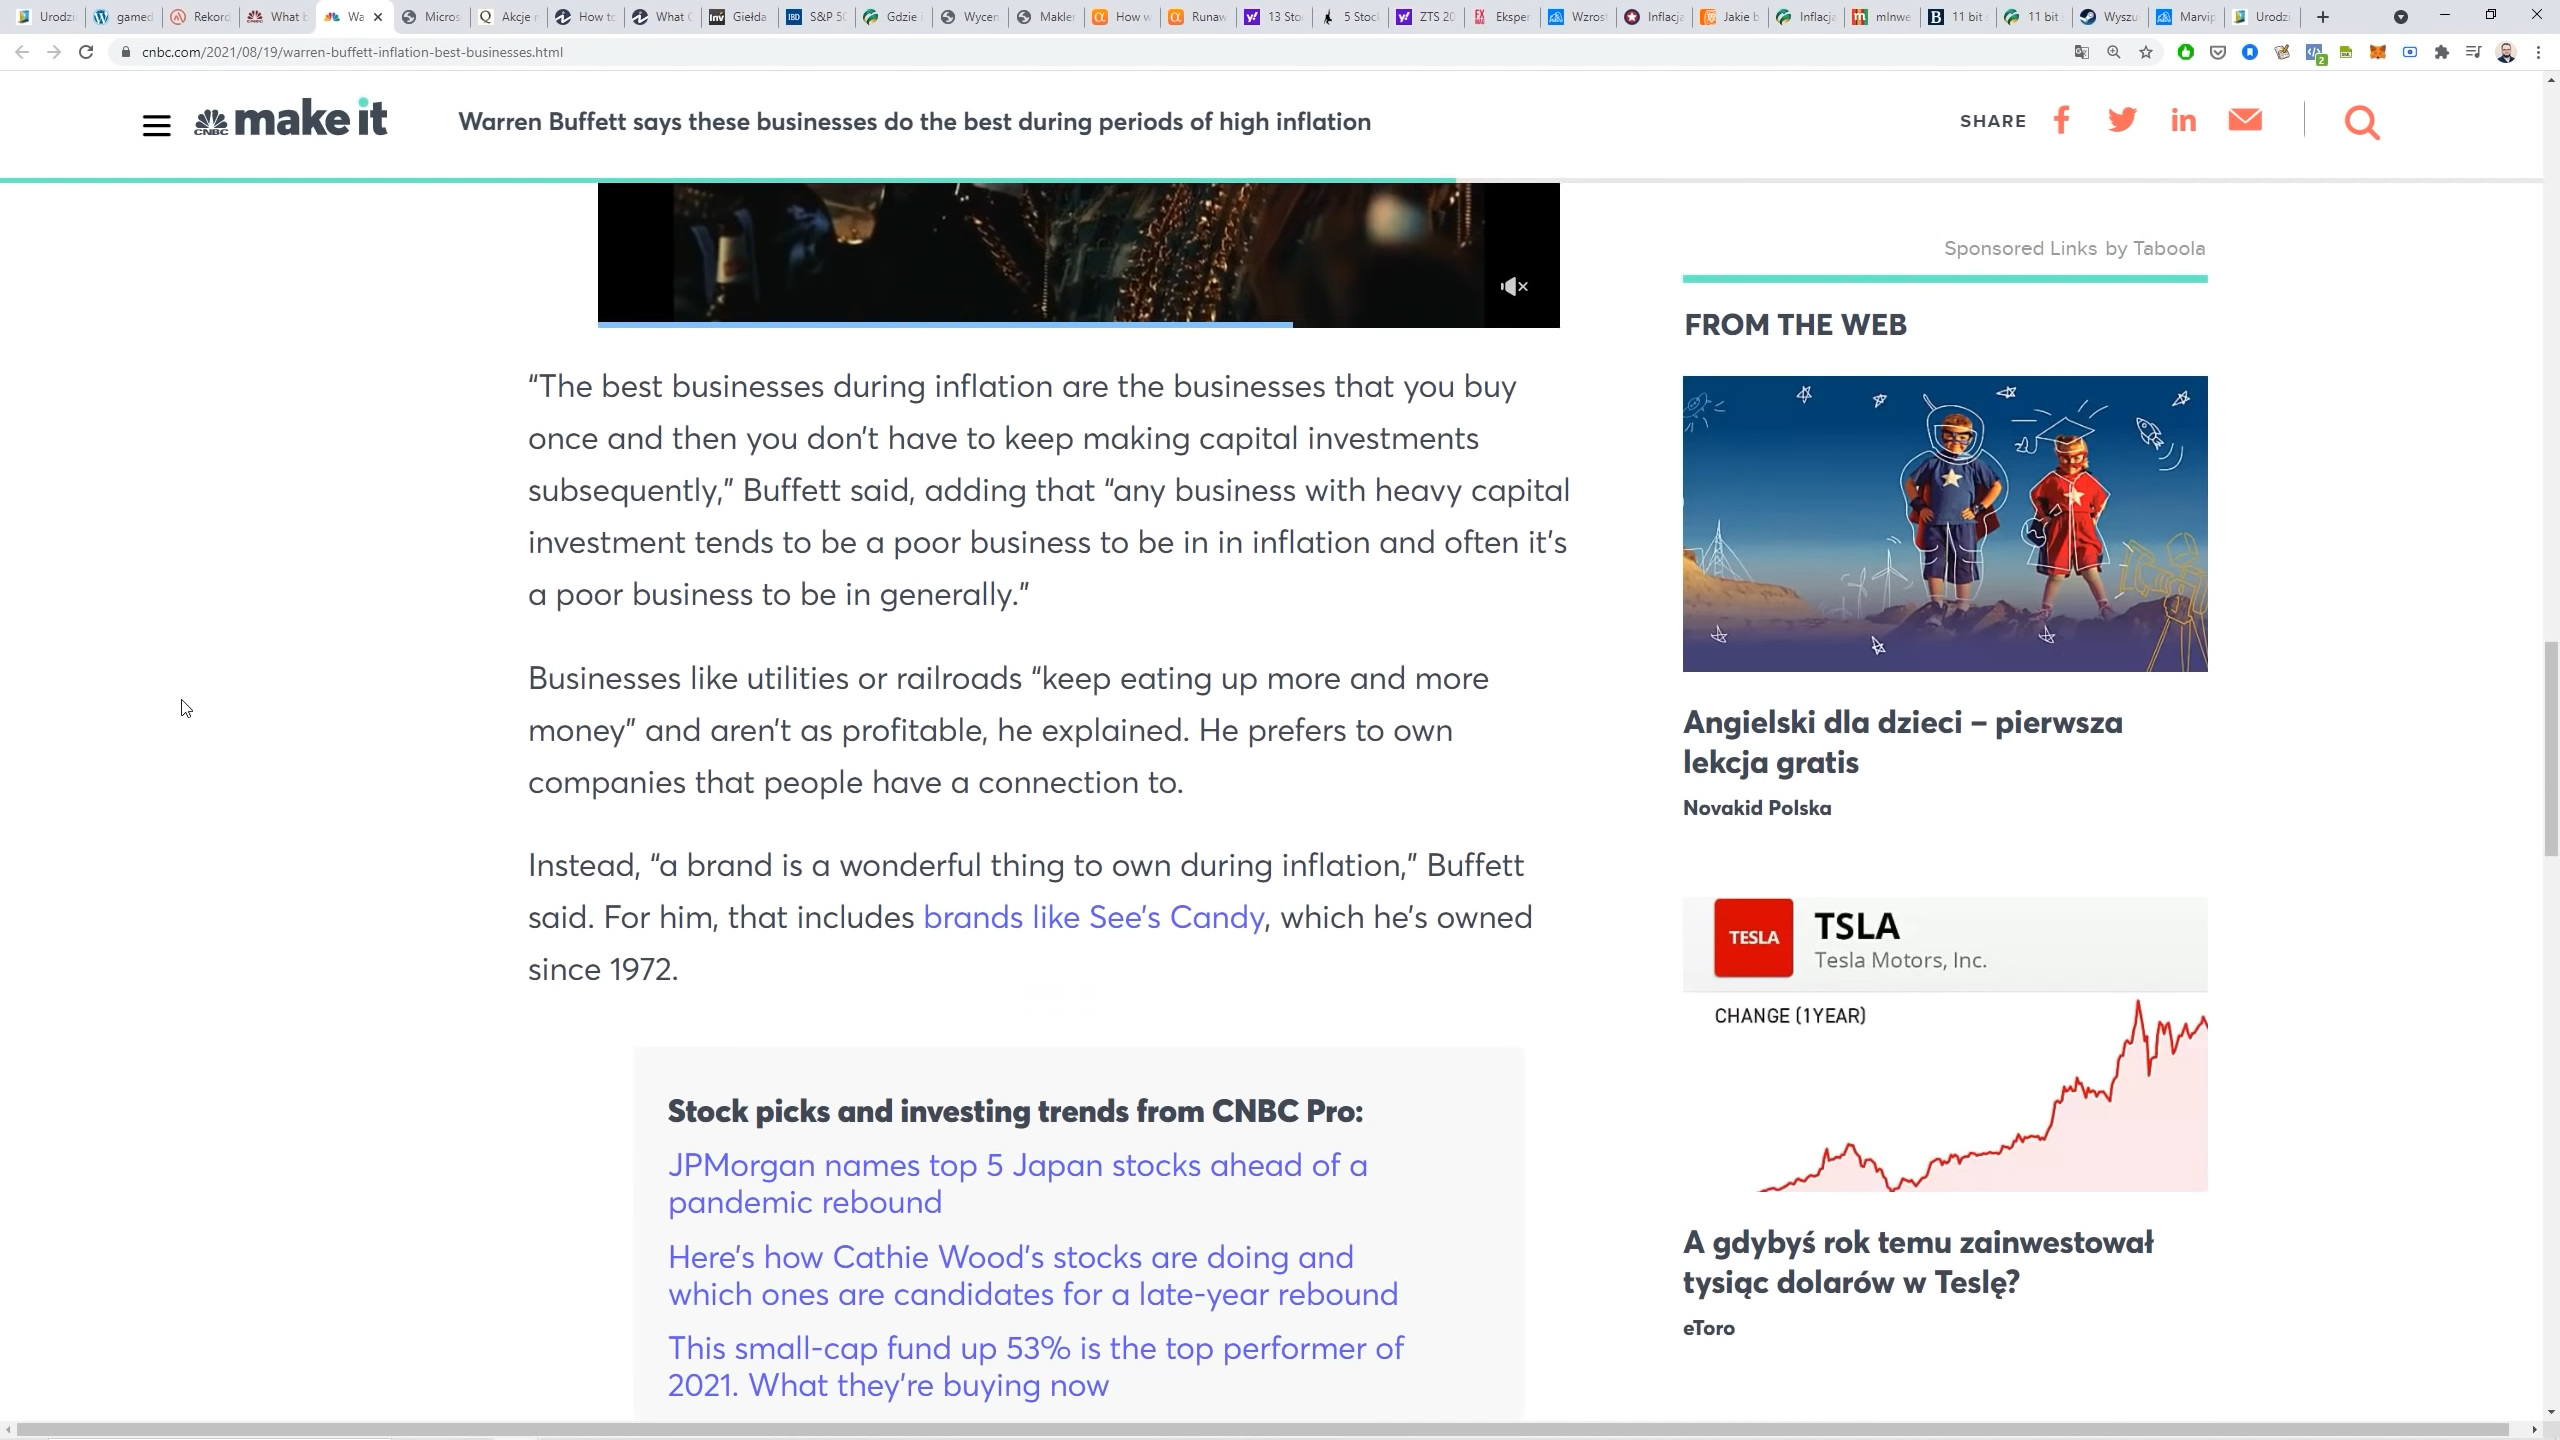 Urodzi
gamed
Rekord
What b
Wa
Micros
Akcje r
How to
What C
Giełda
S&P 50
Gdzie i
Wycen
Makler
How w
Runaw
13 Sto
5 Stock
ZTS 20
Eksper
Wzrost
Inflacja
Jakie b
Inflacja
mInwe
11 bit
11 bit
Wyszu
Marvip
Urodzi
cnbc.com/2021/08/19/warren-buffett-inflation-best-businesses.html
2
CNBC make it
Warren Buffett says these businesses do the best during periods of high inflation
SHARE
“The best businesses during inflation are the businesses that you buy
once and then you don’t have to keep making capital investments
subsequently,” Buffett said, adding that “any business with heavy capital
investment tends to be a poor business to be in in inflation and often it’s
a poor business to be in generally.”
Businesses like utilities or railroads “keep eating up more and more
money” and aren’t as profitable, he explained. He prefers to own
companies that people have a connection to.
Instead, “a brand is a wonderful thing to own during inflation,” Buffett
said. For him, that includes brands like See’s Candy, which he’s owned
since 1972.
Stock picks and investing trends from CNBC Pro:
JPMorgan names top 5 Japan stocks ahead of a
pandemic rebound
Here’s how Cathie Wood’s stocks are doing and
which ones are candidates for a late-year rebound
This small-cap fund up 53% is the top performer of
2021. What they’re buying now
Sponsored Links by Taboola
FROM THE WEB
Angielski dla dzieci – pierwsza
lekcja gratis
Novakid Polska
TESLA
TSLA
Tesla Motors, Inc.
CHANGE (1YEAR)
A gdybyś rok temu zainwestował
tysiąc dolarów w Teslę?
eToro